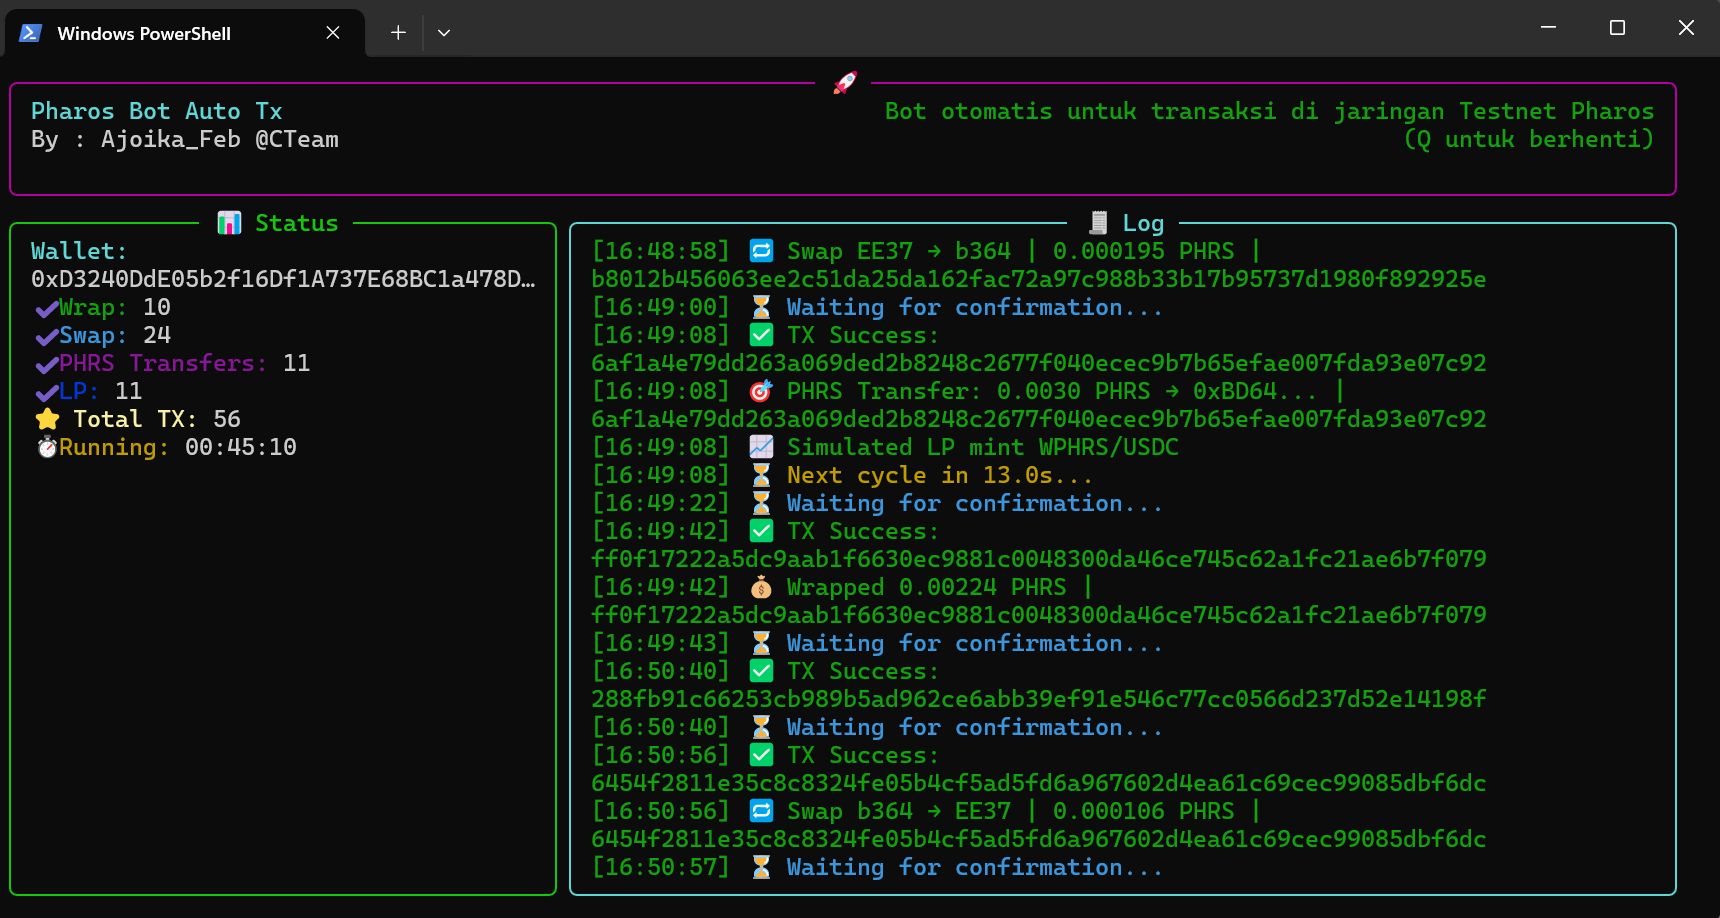 Windows PowerShell
Pharos Bot Auto Tx
Bot otomatis untuk transaksi di jaringan Testnet Pharos
By : Ajoika_Feb @CTeam
(Q untuk berhenti)
Status
Wallet:
0xD3240DdE05b2f16Df1A737E68BC1a478D…
Wrap: 10
Swap: 24
PHRS Transfers: 11
LP: 11
Total TX: 56
Running: 00:45:10
Log
[16:48:58] 🔁 Swap EE37 → b364 | 0.000195 PHRS |
b8012b456063ee2c51da25da162fac72a97c988b33b17b95737d1980f892925e
[16:49:00] ⏳ Waiting for confirmation...
[16:49:08] ✅ TX Success:
6af1a4e79dd263a069ded2b8248c2677f040ecec9b7b65efae007fda93e07c92
[16:49:08] 🎯 PHRS Transfer: 0.0030 PHRS → 0xBD64... |
6af1a4e79dd263a069ded2b8248c2677f040ecec9b7b65efae007fda93e07c92
[16:49:08] 📈 Simulated LP mint WPHRS/USDC
[16:49:08] ⏳ Next cycle in 13.0s...
[16:49:22] ⏳ Waiting for confirmation...
[16:49:42] ✅ TX Success:
ff0f17222a5dc9aab1f6630ec9881c0048300da46ce745c62a1fc21ae6b7f079
[16:49:42] 💰 Wrapped 0.00224 PHRS |
ff0f17222a5dc9aab1f6630ec9881c0048300da46ce745c62a1fc21ae6b7f079
[16:49:43] ⏳ Waiting for confirmation...
[16:50:40] ✅ TX Success:
288fb91c66253cb989b5ad962ce6abb39ef91e546c77cc0566d237d52e14198f
[16:50:40] ⏳ Waiting for confirmation...
[16:50:56] ✅ TX Success:
6454f2811e35c8c8324fe05b4cf5ad5fd6a967602d4ea61c69cec99085dbf6dc
[16:50:56] 🔁 Swap b364 → EE37 | 0.000106 PHRS |
6454f2811e35c8c8324fe05b4cf5ad5fd6a967602d4ea61c69cec99085dbf6dc
[16:50:57] ⏳ Waiting for confirmation...